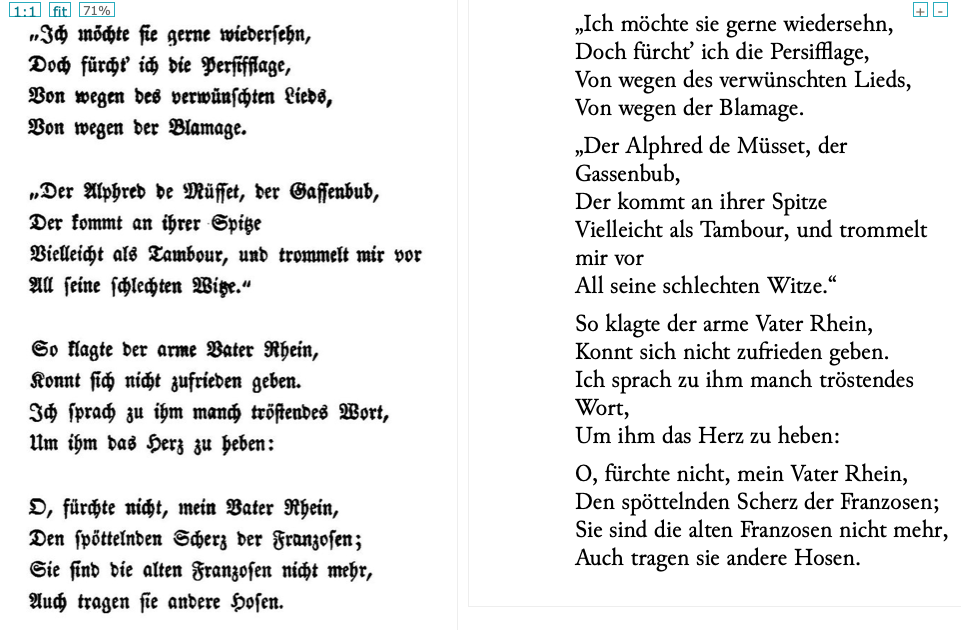 1:1 fit 71%
„Ich möchte ſie gerne wiederſehn,
Doch fürcht’ ich die Perſifflage,
Von wegen des verwünſchten Lieds,
Von wegen der Blamage.
„Der Alphred de Müſſet, der Gaſſenbub,
Der kommt an ihrer Spitze
Vielleicht als Tambour, und trommelt mir vor
All ſeine ſchlechten Witze.“
So klagte der arme Vater Rhein,
Konnt ſich nicht zufrieden geben.
Ich ſprach zu ihm manch tröſtendes Wort,
Um ihm das Herz zu heben:
O, fürchte nicht, mein Vater Rhein,
Den ſpöttelnden Scherz der Franzoſen;
Sie ſind die alten Franzoſen nicht mehr,
Auch tragen ſie andere Hoſen.
+ -
„Ich möchte sie gerne wiedersehn,
Doch fürcht’ ich die Persifflage,
Von wegen des verwünschten Lieds,
Von wegen der Blamage.
„Der Alphred de Müsset, der
Gassenbub,
Der kommt an ihrer Spitze
Vielleicht als Tambour, und trommelt
mir vor
All seine schlechten Witze.“
So klagte der arme Vater Rhein,
Konnt sich nicht zufrieden geben.
Ich sprach zu ihm manch tröstendes
Wort,
Um ihm das Herz zu heben:
O, fürchte nicht, mein Vater Rhein,
Den spöttelnden Scherz der Franzosen;
Sie sind die alten Franzosen nicht mehr,
Auch tragen sie andere Hosen.